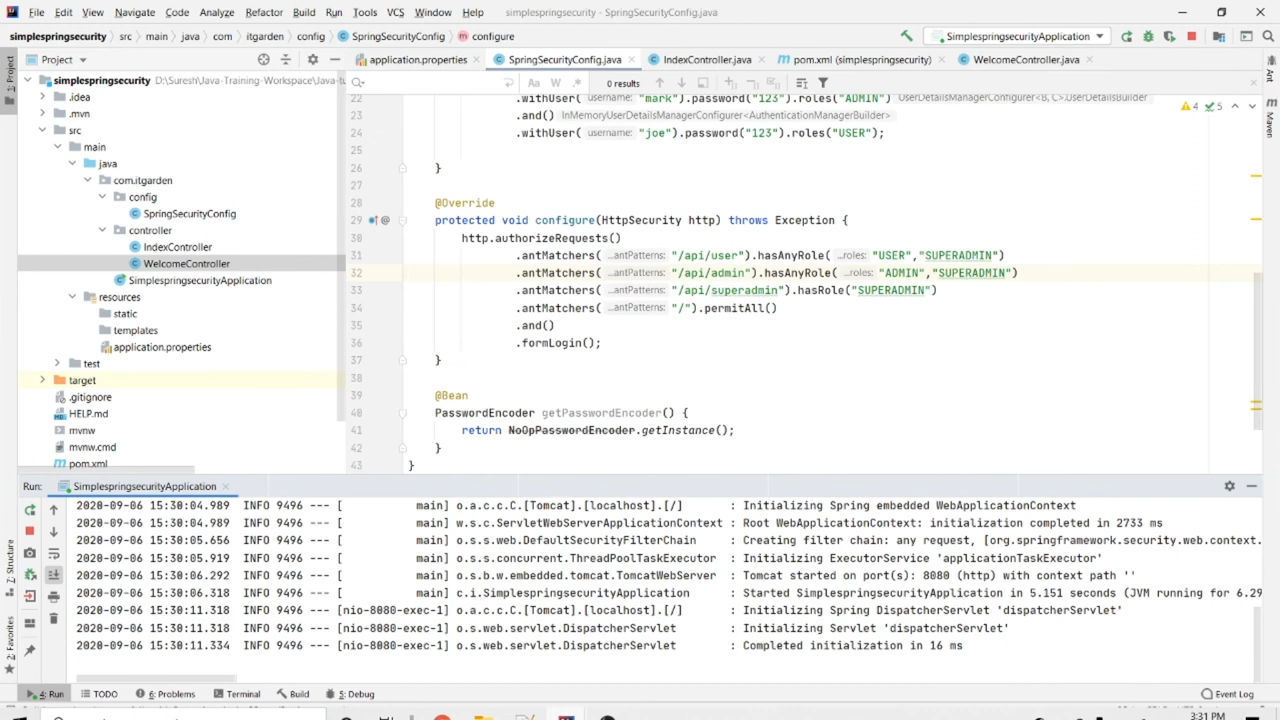 File Edit View Navigate Code Analyze Refactor Build Run Tools VCS Window Help simplespringsecurity - SpringSecurityConfig.java
simplespringsecurity src main java com itgarden config SpringSecurityConfig configure SimplespringsecurityApplication
Project application.properties SpringSecurityConfig.java IndexController.java pom.xml (simplespringsecurity) WelcomeController.java
simplespringsecurity D:\Suresh\Java-Training-Workspace\Java-tu
0 results
.idea
.mvn
src
main
java
com.itgarden
config
SpringSecurityConfig
controller
IndexController
WelcomeController
SimplespringsecurityApplication
resources
static
templates
application.properties
test
target
.gitignore
HELP.md
mvnw
mvnw.cmd
pom.xml
22 .withUser( username: "mark").password("123").roles("ADMIN") UserDetailsManagerConfigurer<B, C>.UserDetailsBuilder
23 .and() InMemoryUserDetailsManagerConfigurer<AuthenticationManagerBuilder>
24 .withUser( username: "joe").password("123").roles("USER");
25
26 }
27
28 @Override
29 protected void configure(HttpSecurity http) throws Exception {
30 http.authorizeRequests()
31 .antMatchers( ...antPatterns: "/api/user").hasAnyRole( ...roles: "USER","SUPERADMIN")
32 .antMatchers( ...antPatterns: "/api/admin").hasAnyRole( ...roles: "ADMIN","SUPERADMIN")
33 .antMatchers( ...antPatterns: "/api/superadmin").hasRole("SUPERADMIN")
34 .antMatchers( ...antPatterns: "/").permitAll()
35 .and()
36 .formLogin();
37 }
38
39 @Bean
40 PasswordEncoder getPasswordEncoder() {
41 return NoOpPasswordEncoder.getInstance();
42 }
43 }
4 5
1: Project
Ant
Maven
Z: Structure
2: Favorites
Run: SimplespringsecurityApplication
2020-09-06 15:30:04.989 INFO 9496 --- [ main] o.a.c.c.C.[Tomcat].[localhost].[/] : Initializing Spring embedded WebApplicationContext
2020-09-06 15:30:04.989 INFO 9496 --- [ main] w.s.c.ServletWebServerApplicationContext : Root WebApplicationContext: initialization completed in 2733 ms
2020-09-06 15:30:05.656 INFO 9496 --- [ main] o.s.s.web.DefaultSecurityFilterChain : Creating filter chain: any request, [org.springframework.security.web.context.
2020-09-06 15:30:05.919 INFO 9496 --- [ main] o.s.s.concurrent.ThreadPoolTaskExecutor : Initializing ExecutorService 'applicationTaskExecutor'
2020-09-06 15:30:06.292 INFO 9496 --- [ main] o.s.b.w.embedded.tomcat.TomcatWebServer : Tomcat started on port(s): 8080 (http) with context path ''
2020-09-06 15:30:06.318 INFO 9496 --- [ main] c.i.SimplespringsecurityApplication : Started SimplespringsecurityApplication in 5.151 seconds (JVM running for 6.29
2020-09-06 15:30:11.318 INFO 9496 --- [nio-8080-exec-1] o.a.c.c.C.[Tomcat].[localhost].[/] : Initializing Spring DispatcherServlet 'dispatcherServlet'
2020-09-06 15:30:11.318 INFO 9496 --- [nio-8080-exec-1] o.s.web.servlet.DispatcherServlet : Initializing Servlet 'dispatcherServlet'
2020-09-06 15:30:11.334 INFO 9496 --- [nio-8080-exec-1] o.s.web.servlet.DispatcherServlet : Completed initialization in 16 ms
4: Run TODO 6: Problems Terminal Build 5: Debug Event Log
3:31 PM